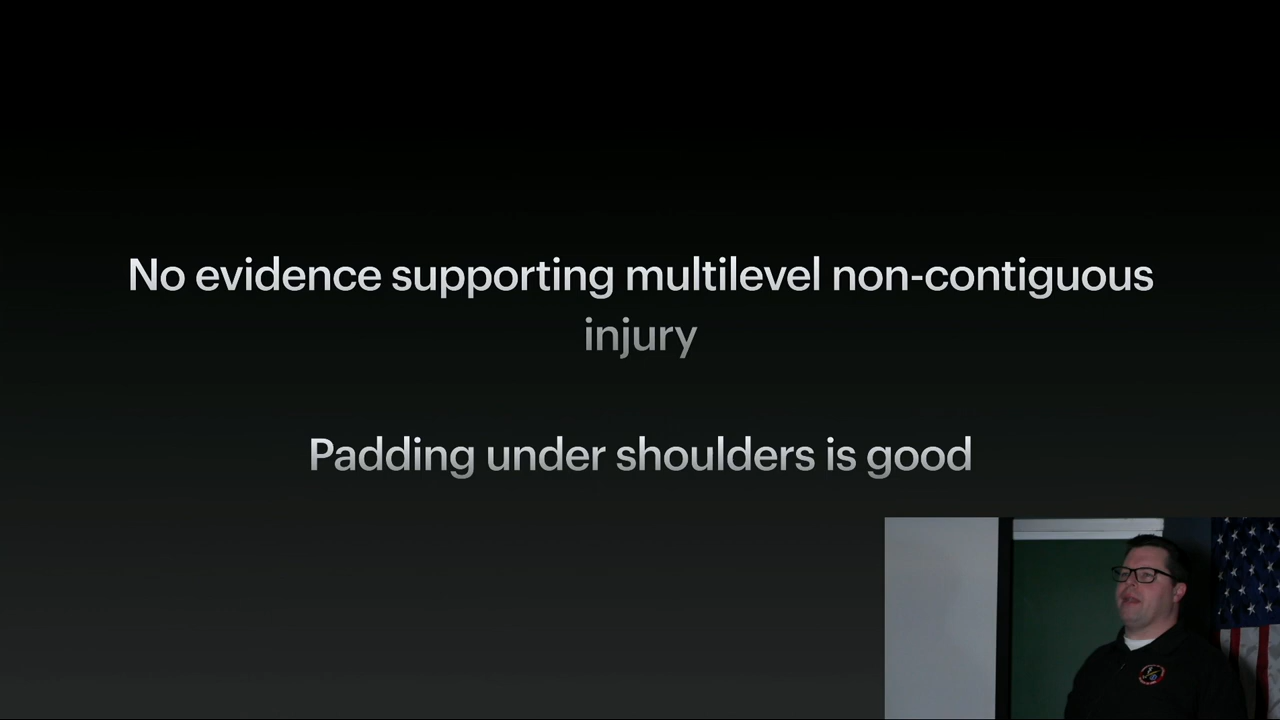 No evidence supporting multilevel non-contiguous
injury
Padding under shoulders is good